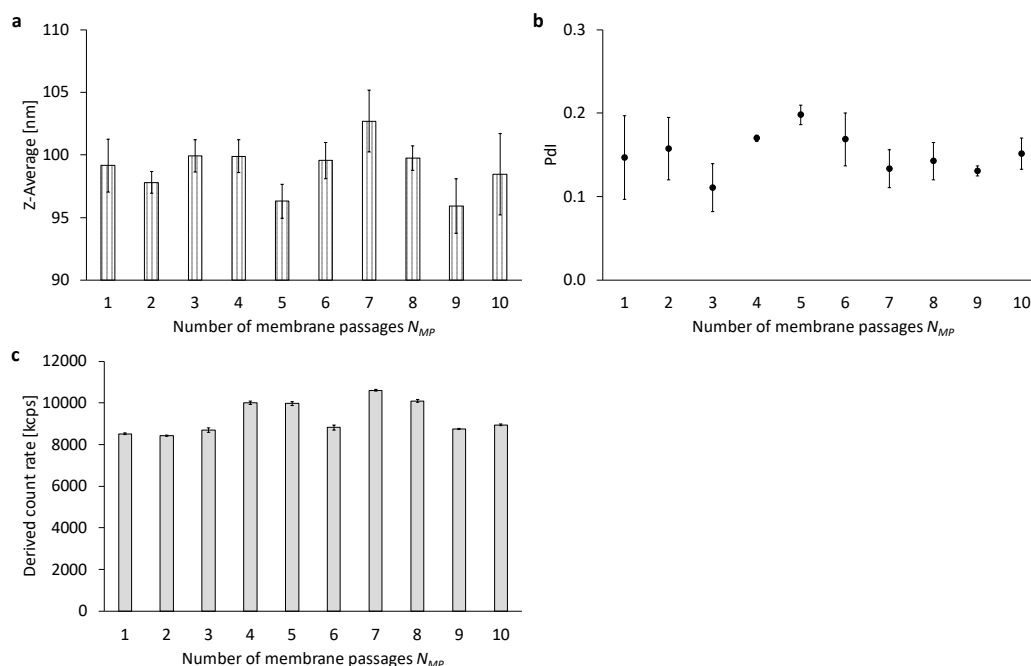 a
110
105
100
95
90
Z-Average [nm]
1 2 3 4 5 6 7 8 9 10
Number of membrane passages N_MP
b
0.3
0.2
0.1
0.0
PdI
1 2 3 4 5 6 7 8 9 10
Number of membrane passages N_MP
c
12000
10000
8000
6000
4000
2000
0
Derived count rate [kcps]
1 2 3 4 5 6 7 8 9 10
Number of membrane passages N_MP